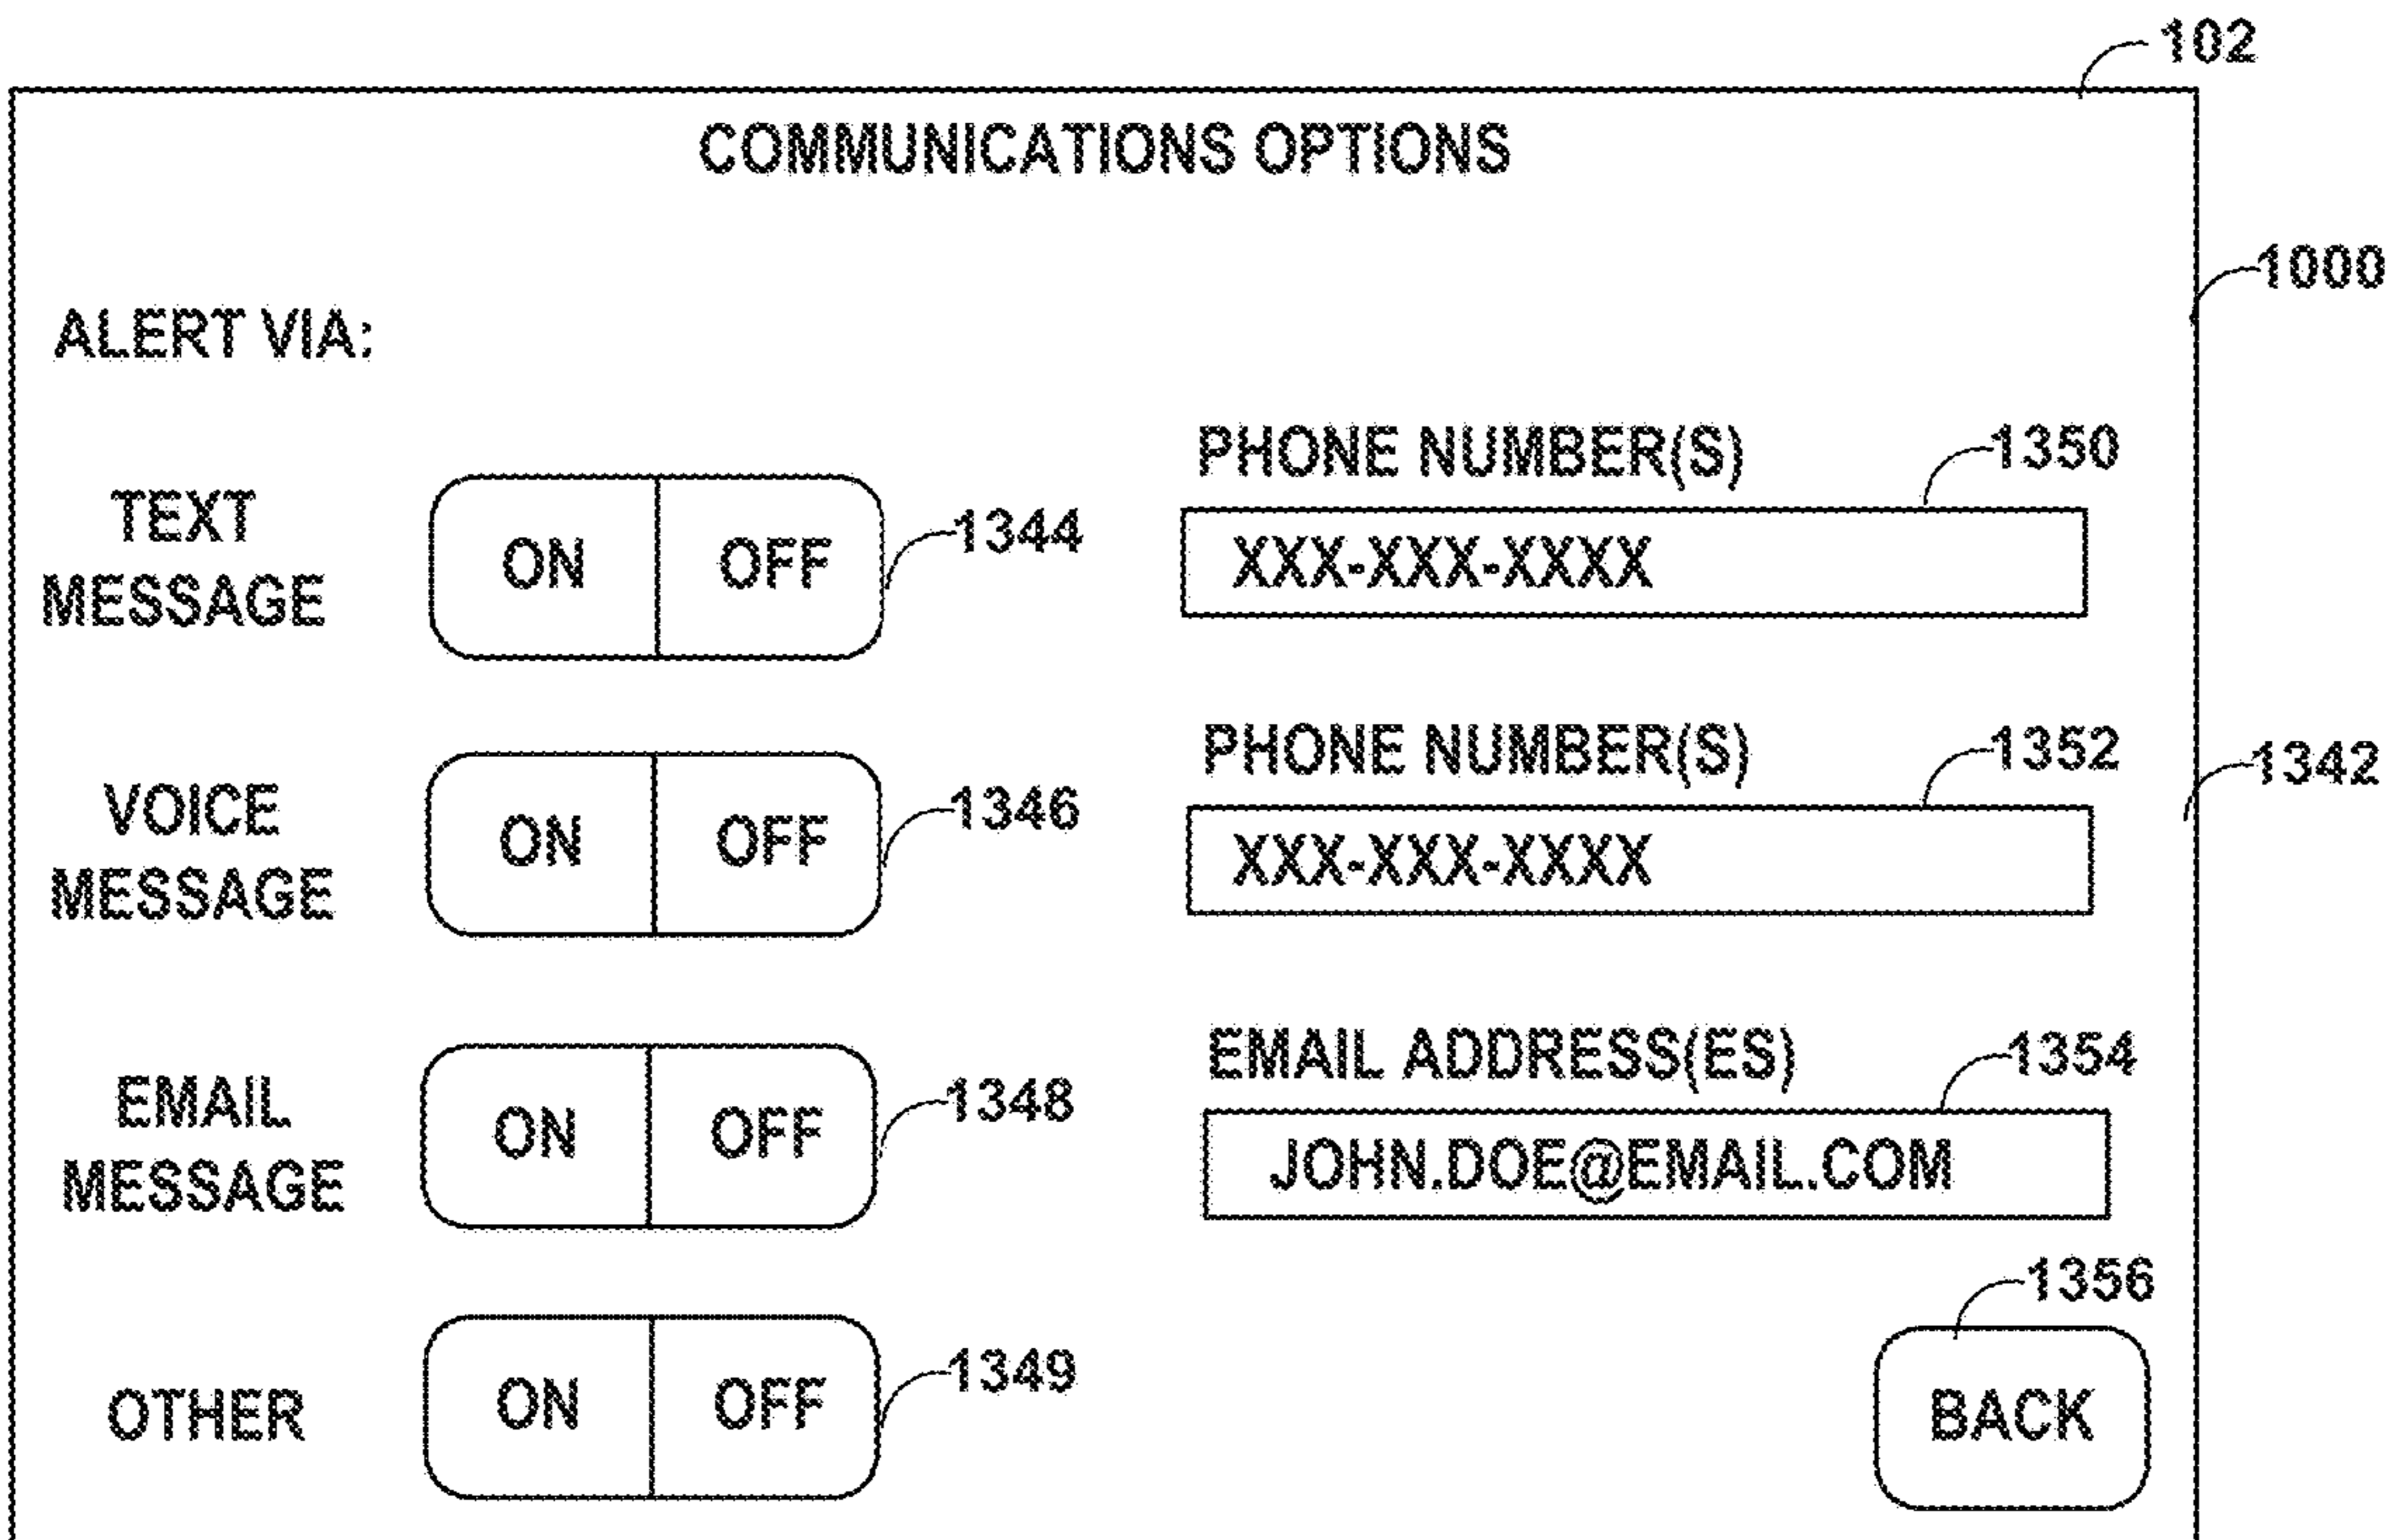 102
COMMUNICATIONS OPTIONS
1000
ALERT VIA:
PHONE NUMBER(S) 1350
TEXT
MESSAGE
ON OFF 1344
XXX-XXX-XXXX
PHONE NUMBER(S) 1352
1342
VOICE
MESSAGE
ON OFF 1346
XXX-XXX-XXXX
EMAIL ADDRESS(ES) 1354
EMAIL
MESSAGE
ON OFF 1348
JOHN.DOE@EMAIL.COM
1356
OTHER ON OFF 1349
BACK